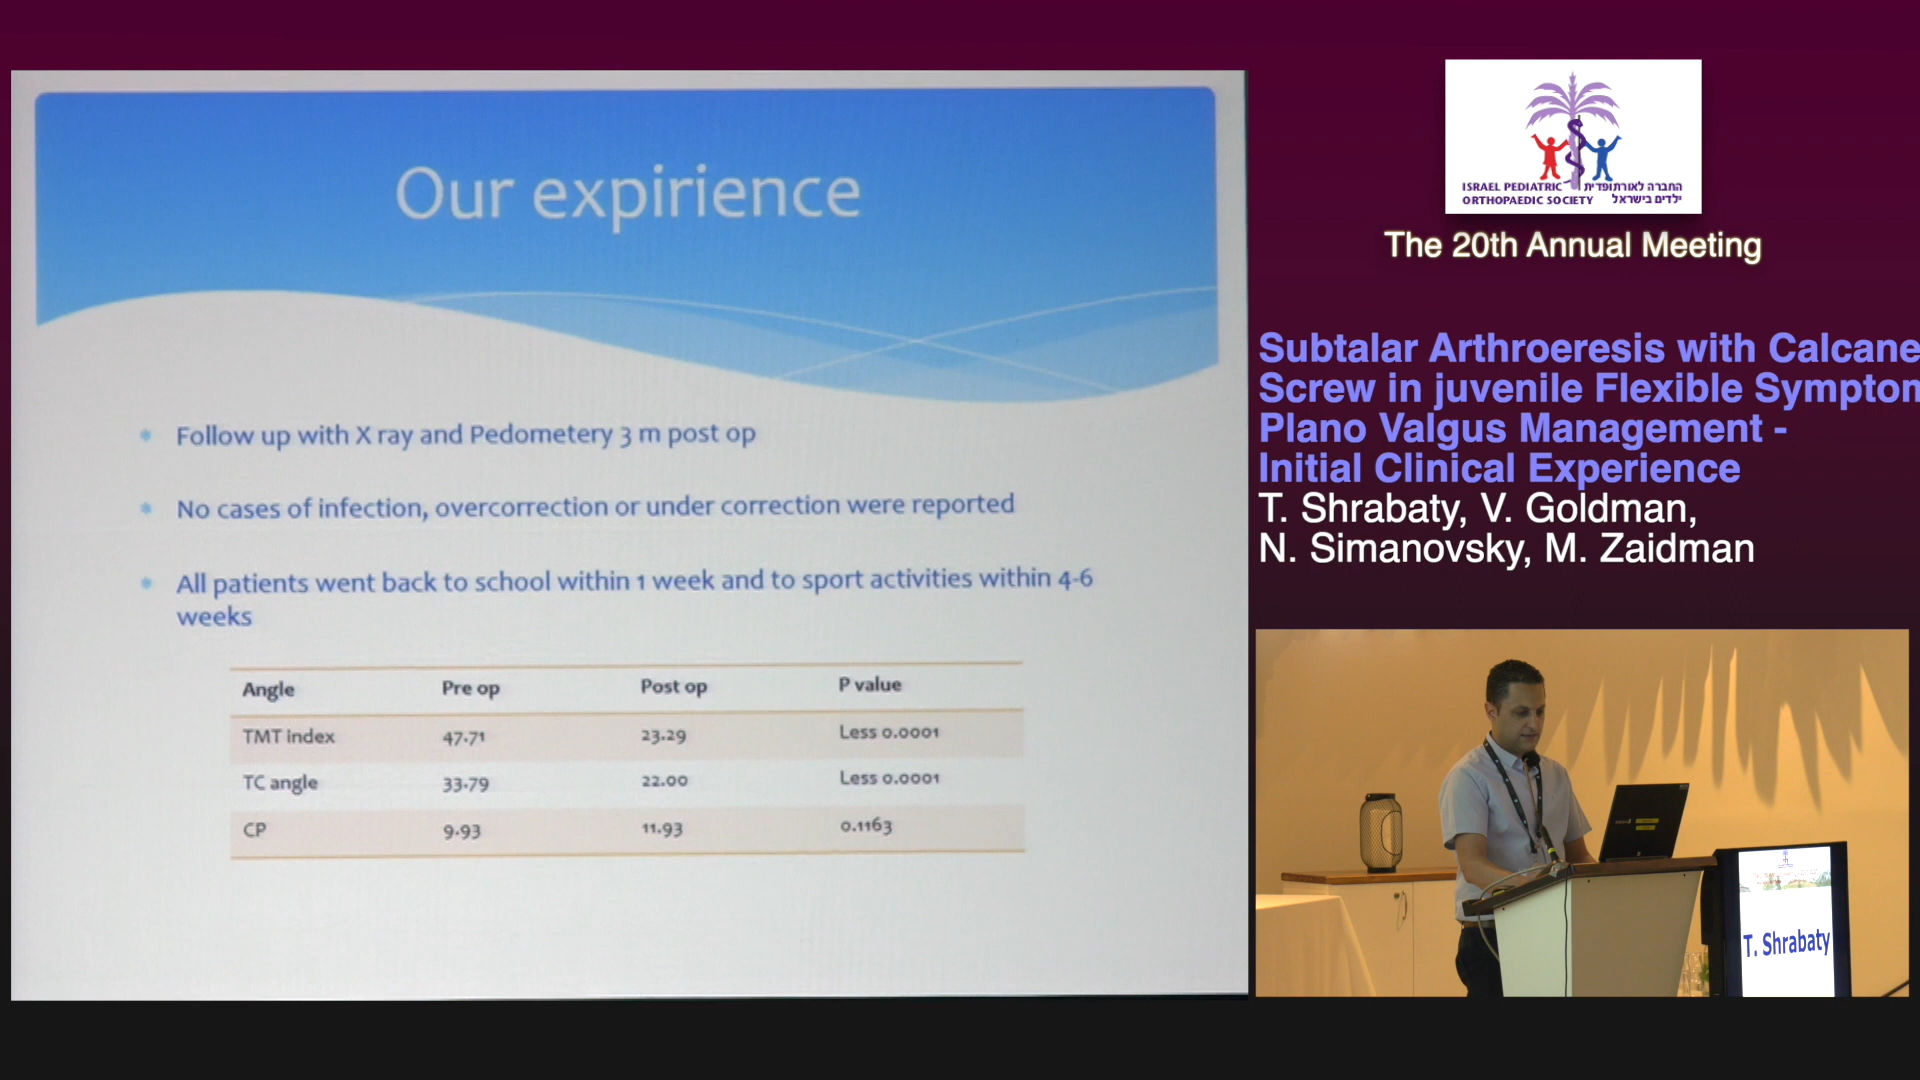 Our expirience
Follow up with X ray and Pedometery 3 m post op
No cases of infection, overcorrection or under correction were reported
All patients went back to school within 1 week and to sport activities within 4-6
weeks
Angle Pre op Post op P value
TMT index 47.71 23.29 Less 0.0001
TC angle 33.79 22.00 Less 0.0001
CP 9.93 11.93 0.1163
ISRAEL PEDIATRIC החברה לאורתופדית
ORTHOPAEDIC SOCIETY ילדים בישראל
The 20th Annual Meeting
Subtalar Arthroeresis with Calcane
Screw in juvenile Flexible Symptom
Plano Valgus Management -
Initial Clinical Experience
T. Shrabaty, V. Goldman,
N. Simanovsky, M. Zaidman
T. Shrabaty